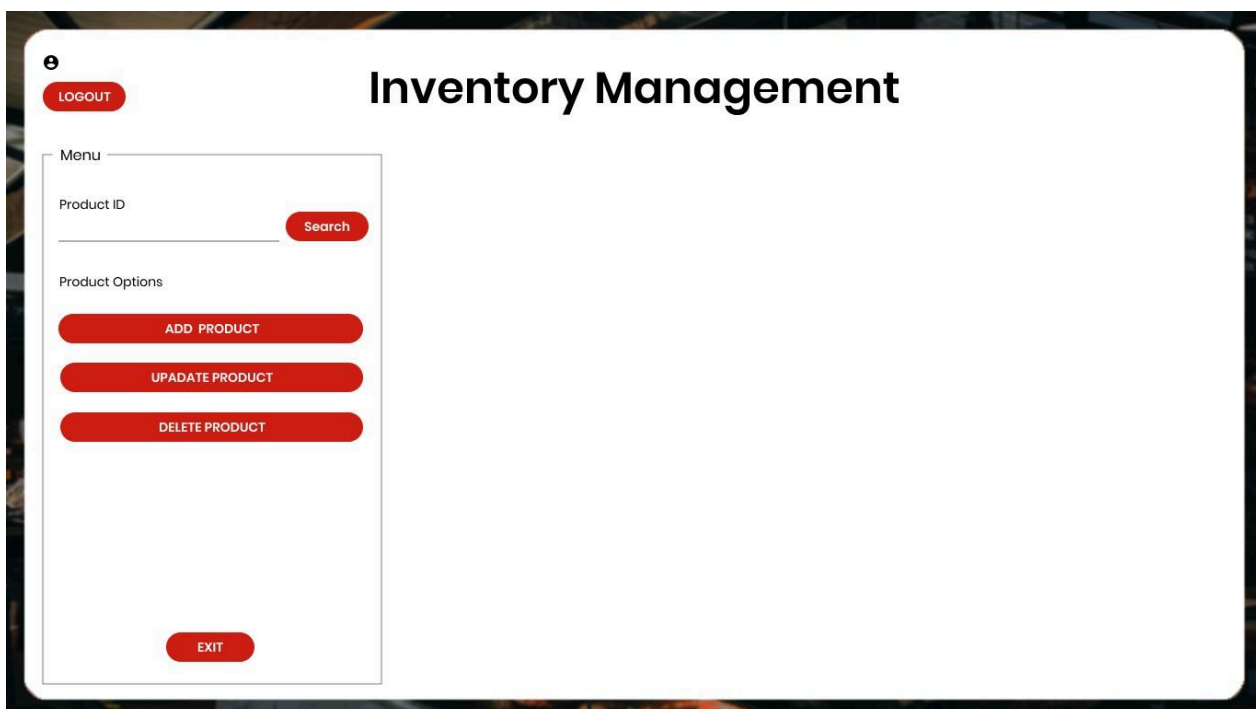 LOGOUT
Inventory Management
Menu
Product ID
Search
Product Options
ADD PRODUCT
UPADATE PRODUCT
DELETE PRODUCT
EXIT